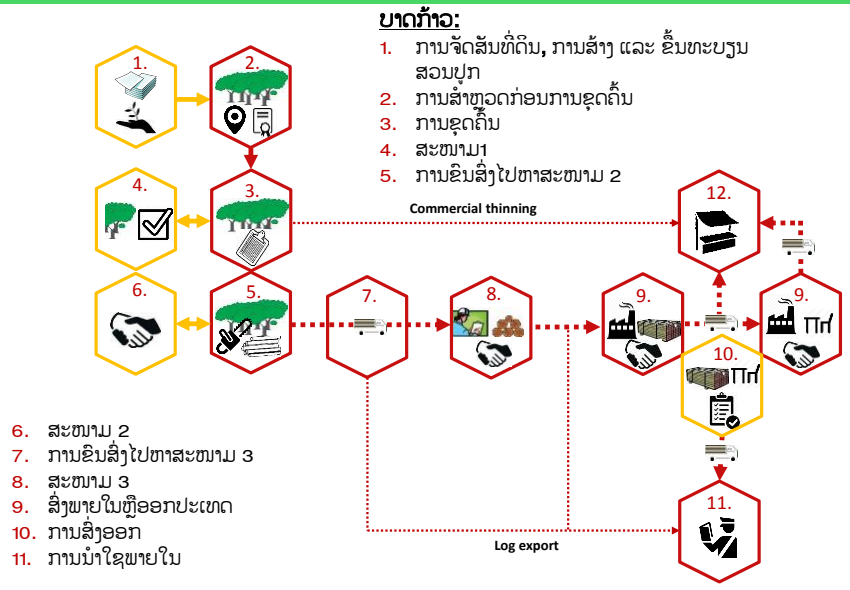 ບາດກ້າວ:
1. ການຈັດສັນທີ່ດິນ, ການສ້າງ ແລະ ຂຶ້ນທະບຽນ
ສວນປູກ
2. ການສຳຫຼວດກ່ອນການຂຸດຄົ້ນ
3. ການຂຸດຄົ້ນ
4. ສະໜາມ1
5. ການຂົນສົ່ງໄປຫາສະໜາມ 2
1. 2.
4. 3. 12.
Commercial thinning
6. 5. 7. 8. 9. 9.
10.
6. ສະໜາມ 2
7. ການຂົນສົ່ງໄປຫາສະໜາມ 3
8. ສະໜາມ 3
9. ສົ່ງພາຍໃນຫຼືອອກປະເທດ
10. ການສົ່ງອອກ
11. ການນຳໃຊພາຍໃນ
11.
Log export